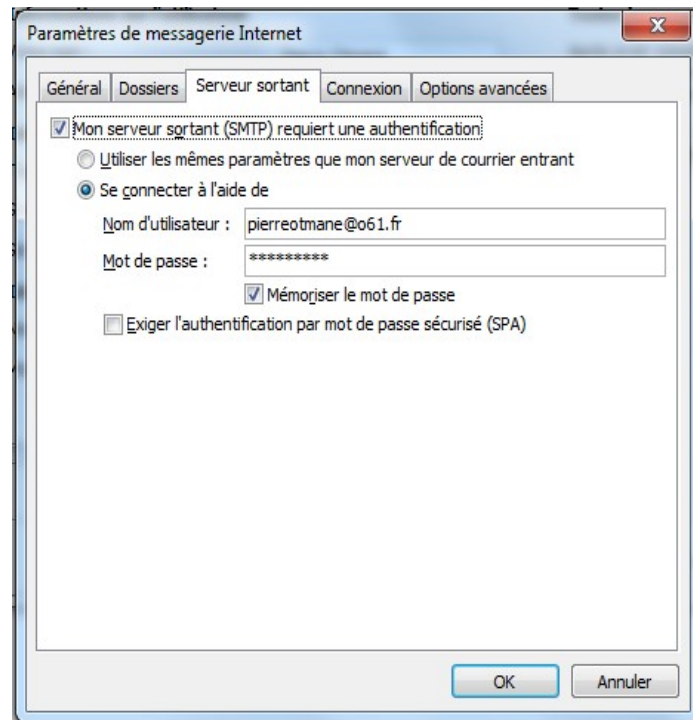 Paramètres de messagerie Internet
X
Général Dossiers Serveur sortant Connexion Options avancées
Mon serveur sortant (SMTP) requiert une authentification
Utiliser les mêmes paramètres que mon serveur de courrier entrant
Se connecter à l'aide de
Nom d'utilisateur : pierreotmane@o61.fr
Mot de passe : *********
Mémoriser le mot de passe
Exiger l'authentification par mot de passe sécurisé (SPA)
OK Annuler